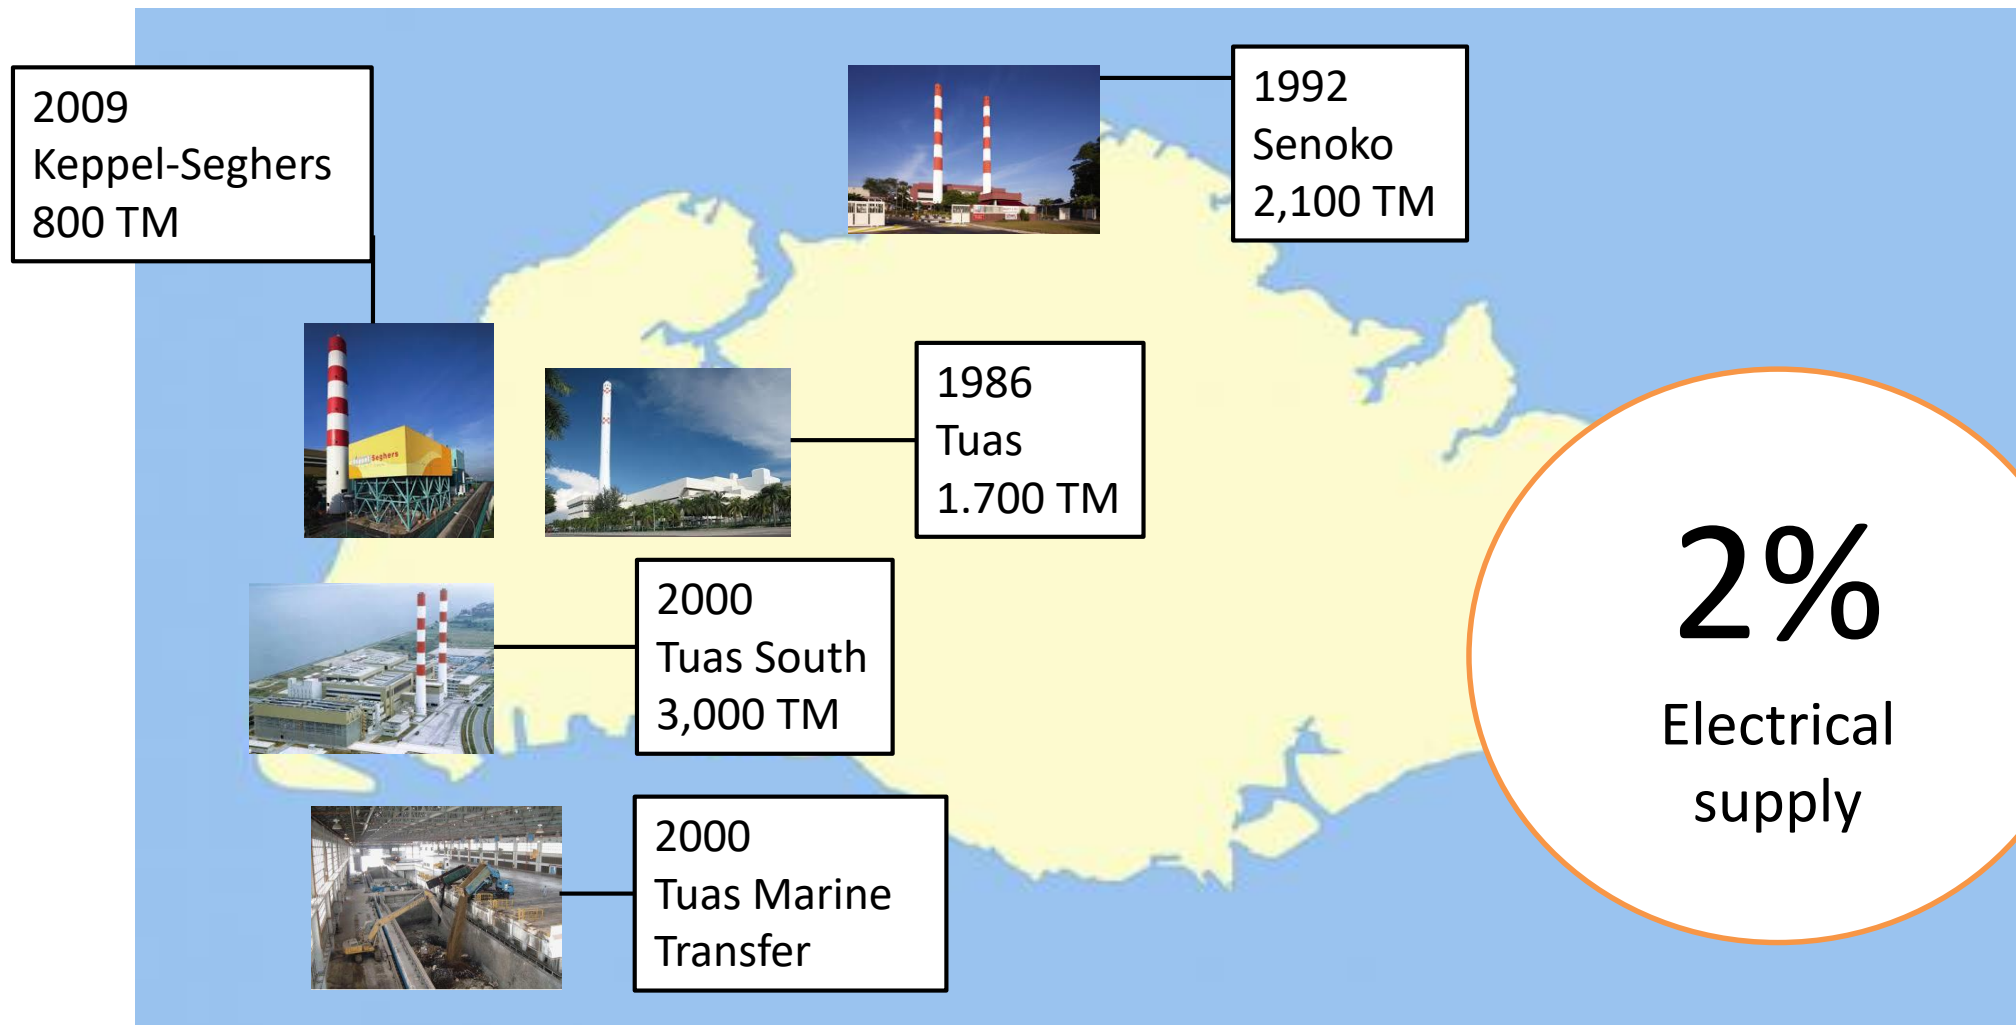 2009
Keppel-Seghers
800 TM
1992
Senoko
2,100 TM
Seghers
1986
Tuas
1.700 TM
2000
Tuas South
3,000 TM
2000
Tuas Marine
Transfer
2%
Electrical
supply